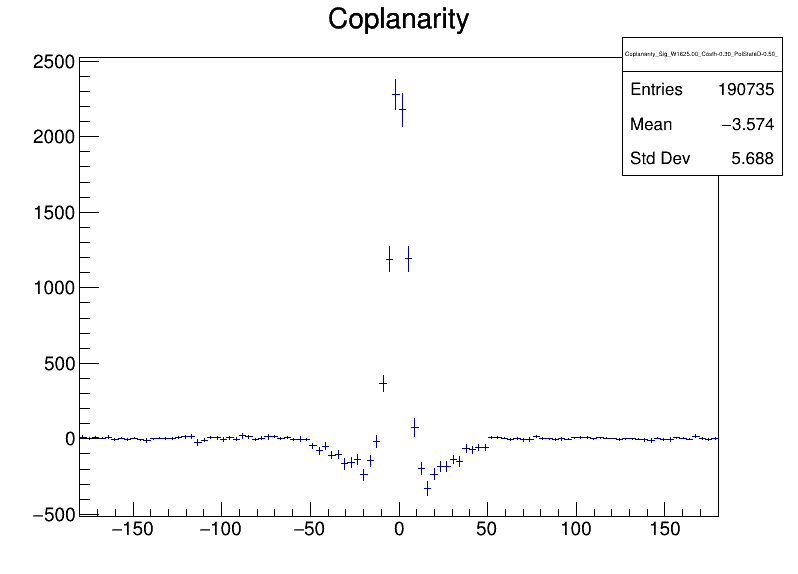 Coplanarity
Coplanarity_Sig_W1625.00_Costh-0.30_PolStateD-0.50_
Entries 190735
Mean −3.574
Std Dev 5.688
2500
2000
1500
1000
500
0
−500
−150 −100 −50 0 50 100 150